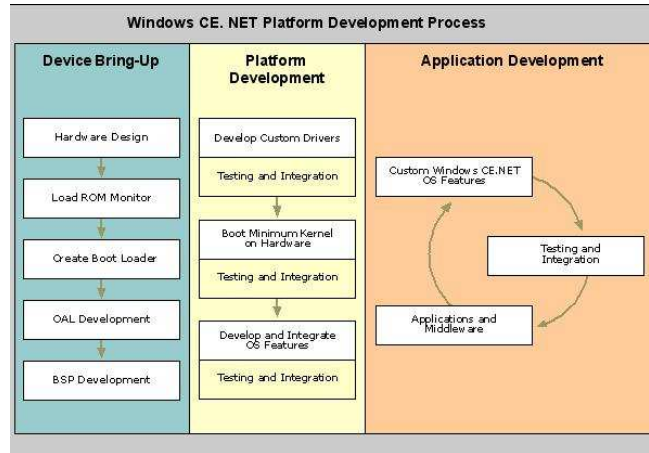 Windows CE. NET Platform Development Process
Device Bring-Up
Hardware Design
Load ROM Monitor
Create Boot Loader
OAL Development
BSP Development
Platform
Development
Develop Custom Drivers
Testing and Integration
Boot Minimum Kernel
on Hardware
Testing and Integration
Develop and Integrate
OS Features
Testing and Integration
Application Development
Custom Windows CE.NET
OS Features
Testing and
Integration
Applications and
Middleware